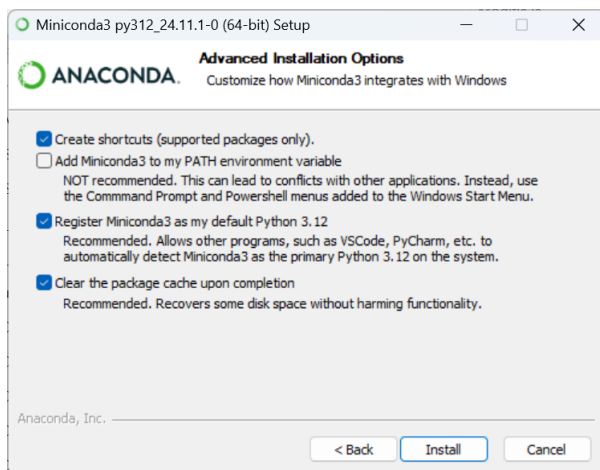 Miniconda3 py312_24.11.1-0 (64-bit) Setup
ANACONDA.
Advanced Installation Options
Customize how Miniconda3 integrates with Windows
Create shortcuts (supported packages only).
Add Miniconda3 to my PATH environment variable
NOT recommended. This can lead to conflicts with other applications. Instead, use
the Commmand Prompt and Powershell menus added to the Windows Start Menu.
Register Miniconda3 as my default Python 3.12
Recommended. Allows other programs, such as VSCode, PyCharm, etc. to
automatically detect Miniconda3 as the primary Python 3.12 on the system.
Clear the package cache upon completion
Recommended. Recovers some disk space without harming functionality.
Anaconda, Inc.
< Back
Install
Cancel